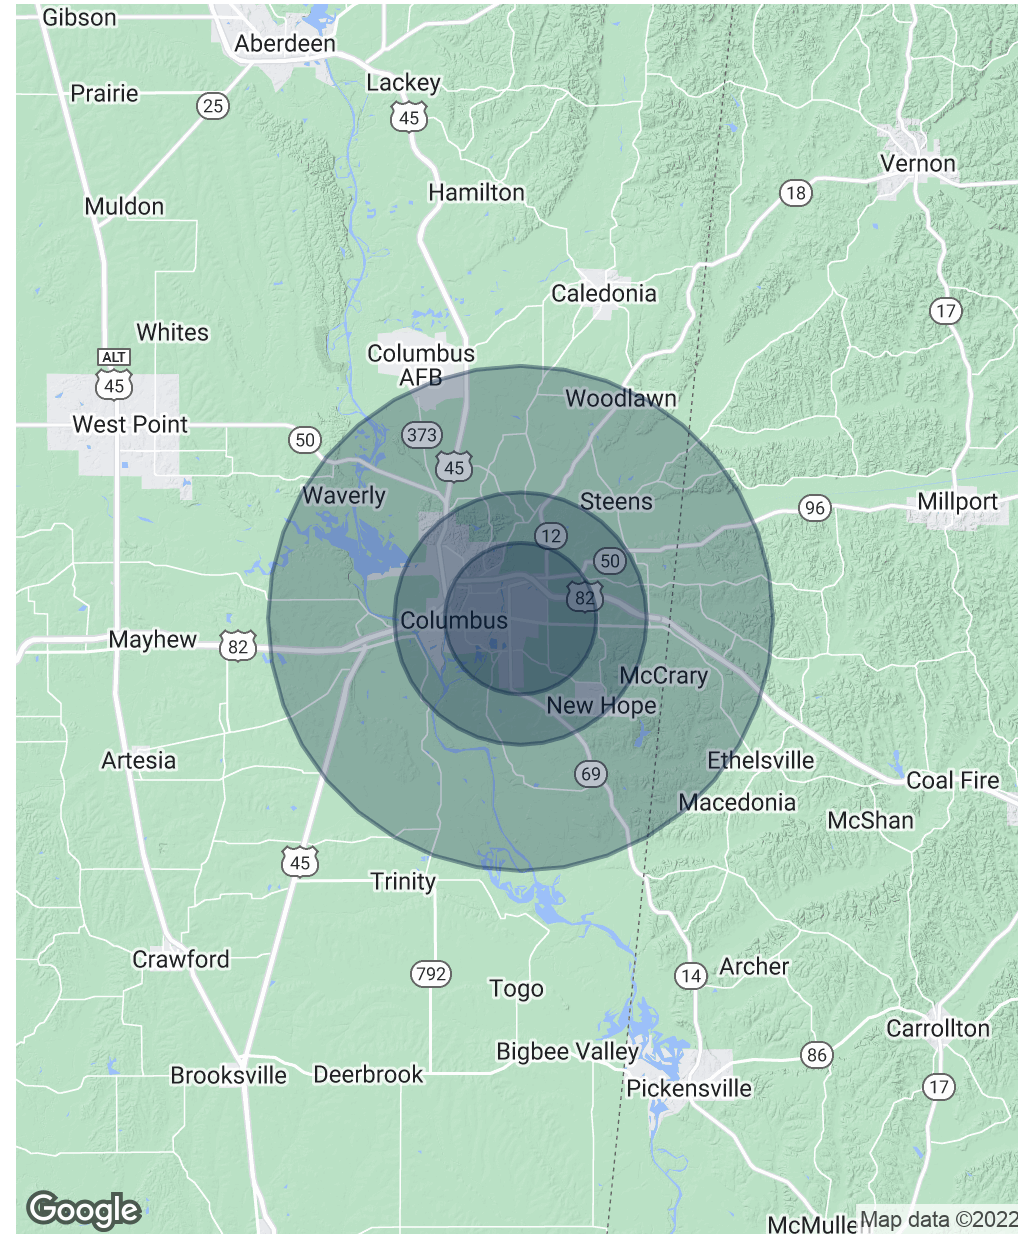 Gibson
Aberdeen
Lackey
Prairie
25
45
Vernon
18
Hamilton
Muldon
Caledonia
17
Whites
Columbus
AFB
ALT
45
Woodlawn
West Point
50
373
45
Waverly
Steens
96
Millport
12
50
82
Columbus
Mayhew
82
McCrary
New Hope
Artesia
69
Ethelsville
Coal Fire
Macedonia
McShan
45
Trinity
Crawford
792
14
Archer
Togo
Carrollton
Bigbee Valley
86
Brooksville
Deerbrook
Pickensville
17
Google
McMullen
Map data ©2022